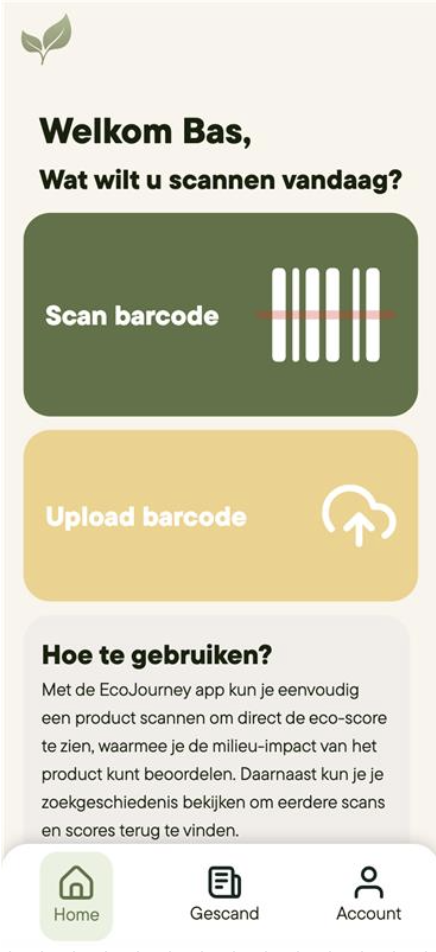 Welkom Bas,
Wat wilt u scannen vandaag?
Scan barcode
Upload barcode
Hoe te gebruiken?
Met de EcoJourney app kun je eenvoudig
een product scannen om direct de eco-score
te zien, waarmee je de milieu-impact van het
product kunt beoordelen. Daarnaast kun je je
zoekgeschiedenis bekijken om eerdere scans
en scores terug te vinden.
Home
Gescand
Account